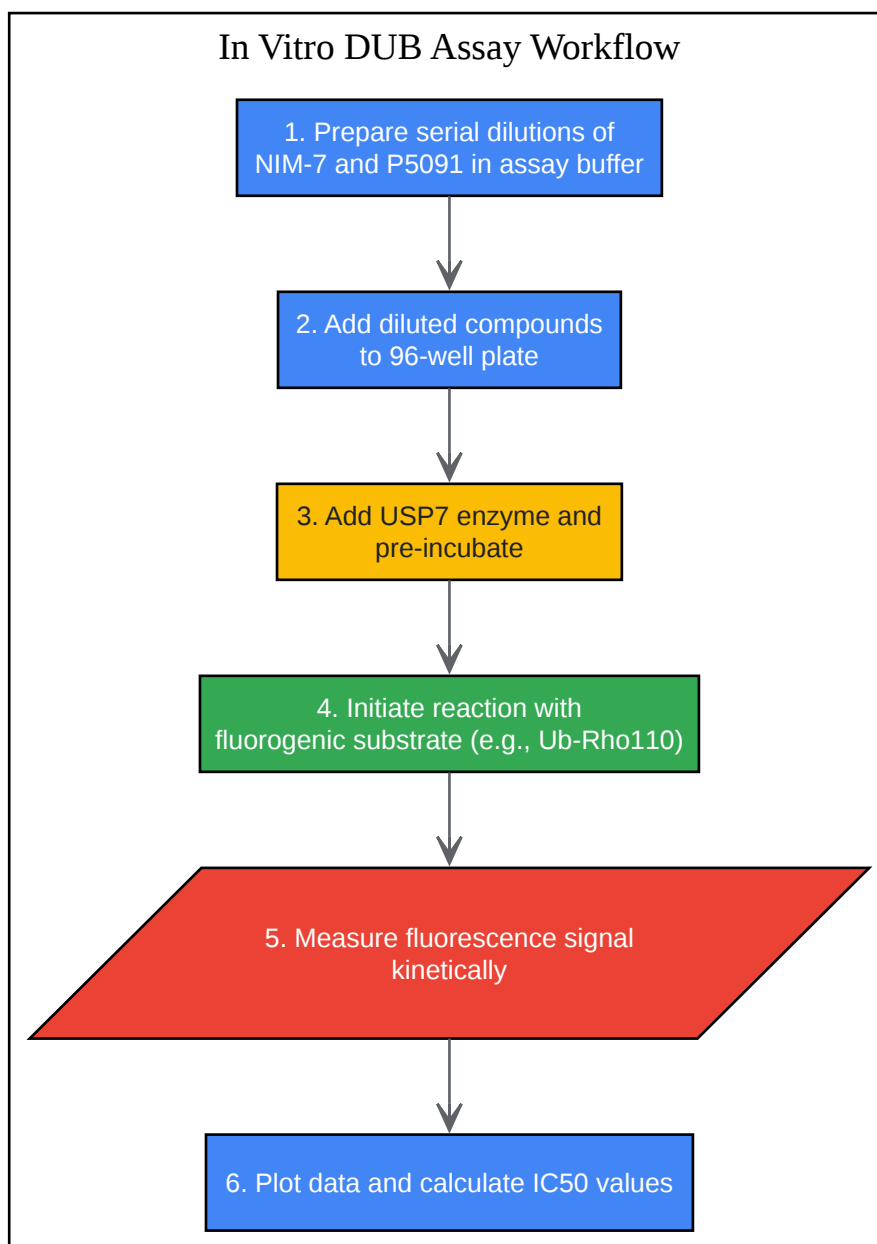 In Vitro DUB Assay Workflow
1. Prepare serial dilutions of
NIM-7 and P5091 in assay buffer
2. Add diluted compounds
to 96-well plate
3. Add USP7 enzyme and
pre-incubate
4. Initiate reaction with
fluorogenic substrate (e.g., Ub-Rho110)
5. Measure fluorescence signal
kinetically
6. Plot data and calculate IC50 values